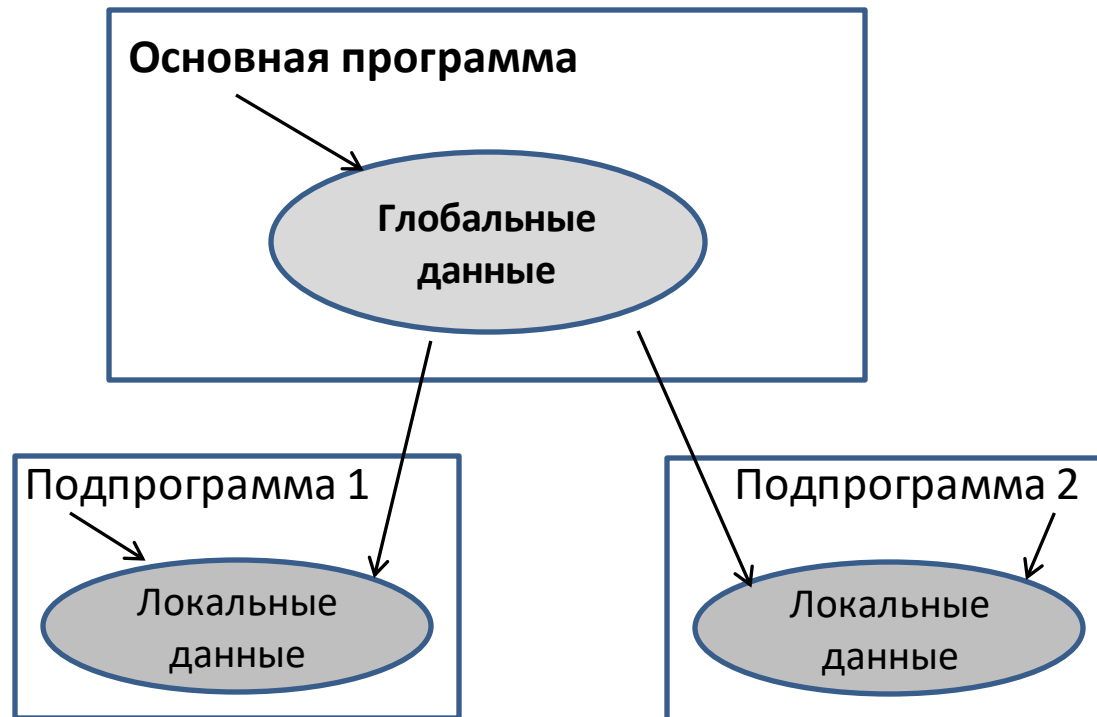 Основная программа
Глобальные
данные
Подпрограмма 1
Подпрограмма 2
Локальные
данные
Локальные
данные